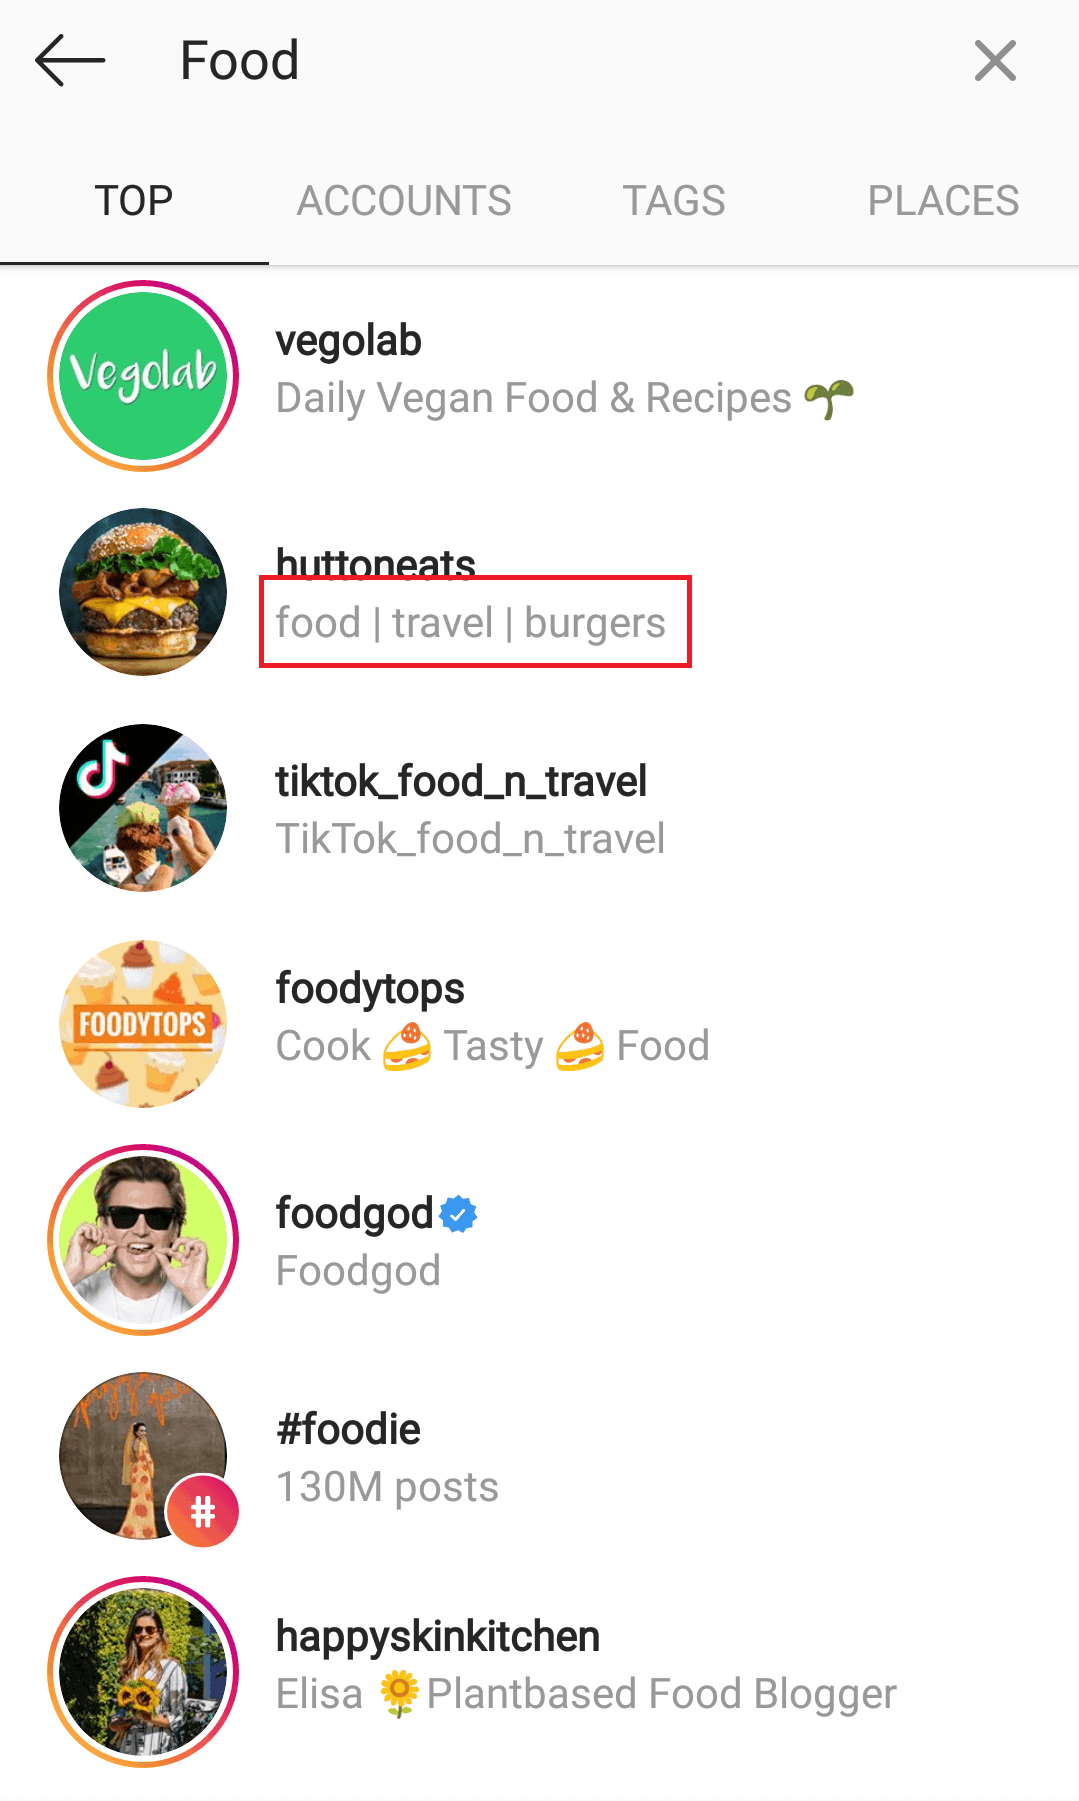 Food
TOP ACCOUNTS TAGS PLACES
Vegolab
vegolab
Daily Vegan Food & Recipes 🌱
huttoneats
food | travel | burgers
tiktok_food_n_travel
TikTok_food_n_travel
FOODYTOPS
foodytops
Cook 🍰 Tasty 🍰 Food
foodgod
Foodgod
#foodie
130M posts
#
happyskinkitchen
Elisa 🌻Plantbased Food Blogger